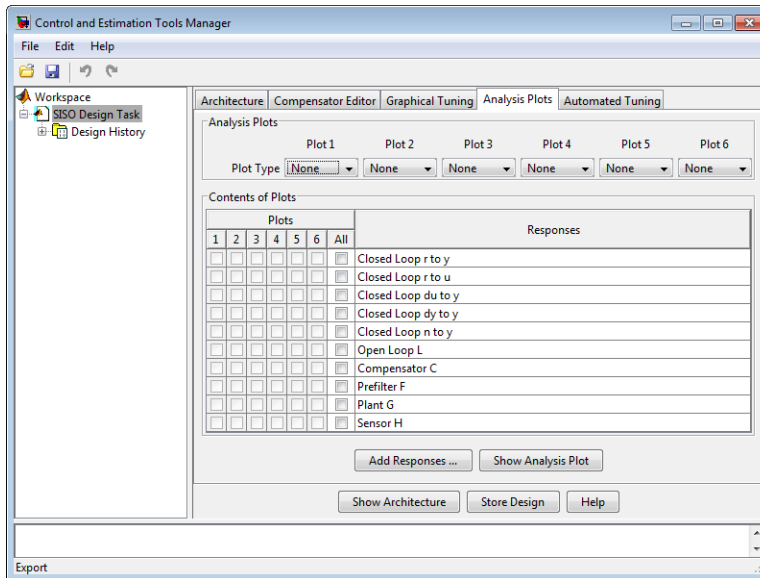 Control and Estimation Tools Manager
File Edit Help
Workspace
SISO Design Task
Design History
Architecture Compensator Editor Graphical Tuning Analysis Plots Automated Tuning
Analysis Plots
Plot 1 Plot 2 Plot 3 Plot 4 Plot 5 Plot 6
Plot Type None None None None None None
Contents of Plots
Plots Responses
1 2 3 4 5 6 All
Closed Loop r to y
Closed Loop r to u
Closed Loop du to y
Closed Loop dy to y
Closed Loop n to y
Open Loop L
Compensator C
Prefilter F
Plant G
Sensor H
Add Responses ... Show Analysis Plot
Show Architecture Store Design Help
Export